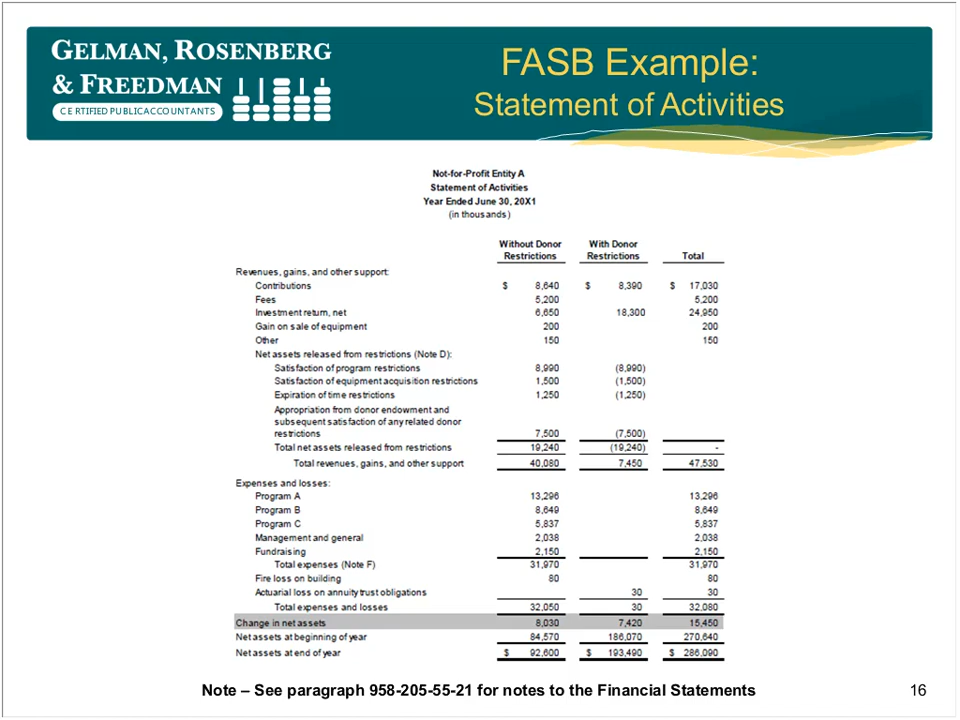 GELMAN, ROSENBERG
& FREEDMAN
CERTIFIED PUBLIC ACCOUNTANTS
FASB Example:
Statement of Activities
Not-for-Profit Entity A
Statement of Activities
Year Ended June 30, 20X1
(in thousands)
Without Donor Restrictions With Donor Restrictions Total
Revenues, gains, and other support:
Contributions $ 8,640 $ 8,390 $ 17,030
Fees 5,200 5,200
Investment return, net 6,650 18,300 24,950
Gain on sale of equipment 200 200
Other 150 150
Net assets released from restrictions (Note D):
Satisfaction of program restrictions 8,990 (8,990)
Satisfaction of equipment acquisition restrictions 1,500 (1,500)
Expiration of time restrictions 1,250 (1,250)
Appropriation from donor endowment and
subsequent satisfaction of any related donor
restrictions 7,500 (7,500)
Total net assets released from restrictions 19,240 (19,240) -
Total revenues, gains, and other support 40,080 7,450 47,530
Expenses and losses:
Program A 13,296 13,296
Program B 8,649 8,649
Program C 5,837 5,837
Management and general 2,038 2,038
Fundraising 2,150 2,150
Total expenses (Note F) 31,970 31,970
Fire loss on building 80 80
Actuarial loss on annuity trust obligations 30 30
Total expenses and losses 32,050 30 32,080
Change in net assets 8,030 7,420 15,450
Net assets at beginning of year 84,570 186,070 270,640
Net assets at end of year $ 92,600 $ 193,490 $ 286,090
Note – See paragraph 958-205-55-21 for notes to the Financial Statements
16